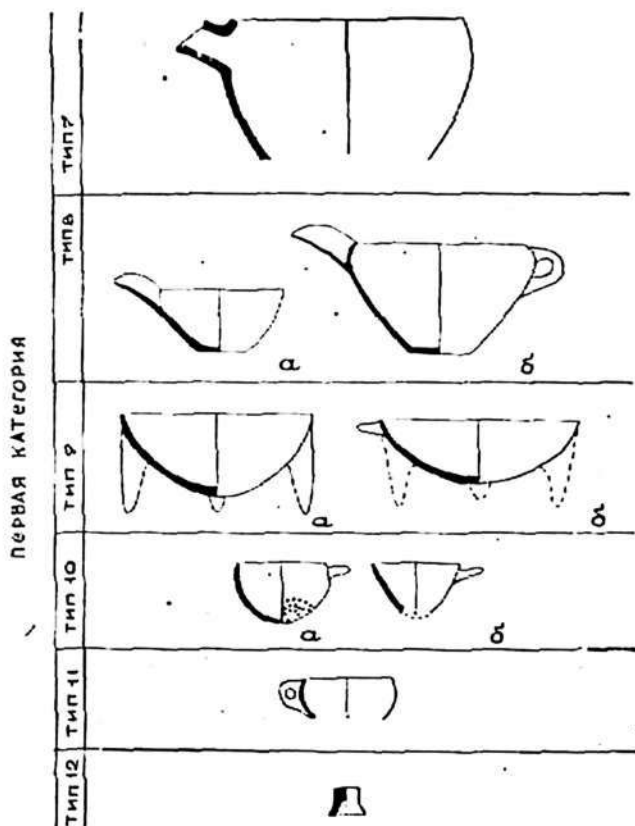 ПЕРВАЯ КАТЕГОРИЯ
ТИП 7
ТИП 8
а б
ТИП 9
а б
ТИП 10
а б
ТИП 11
ТИП 12